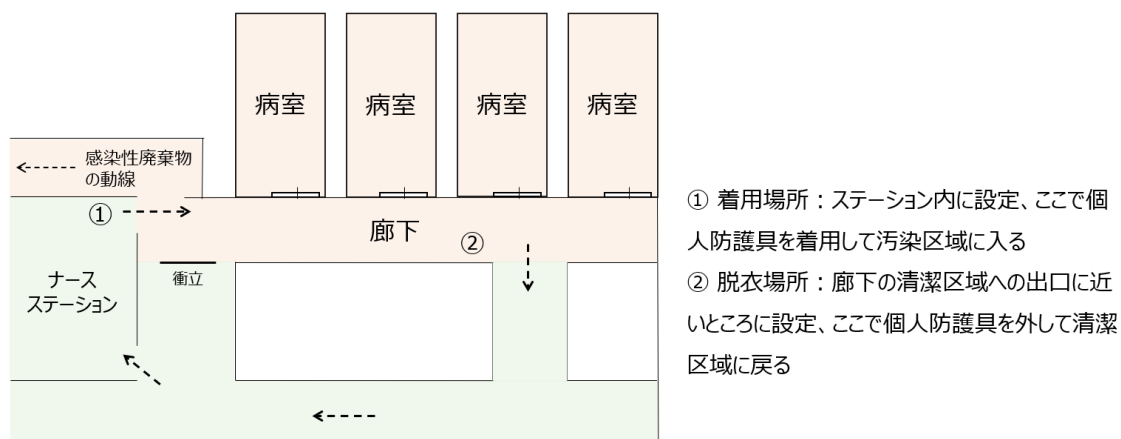 病室
病室
病室
病室
感染性廃棄物
の動線
①
廊下
②
衝立
ナース
ステーション
① 着用場所：ステーション内に設定、ここで個
人防護具を着用して汚染区域に入る
② 脱衣場所：廊下の清潔区域への出口に近
いところに設定、ここで個人防護具を外して清潔
区域に戻る